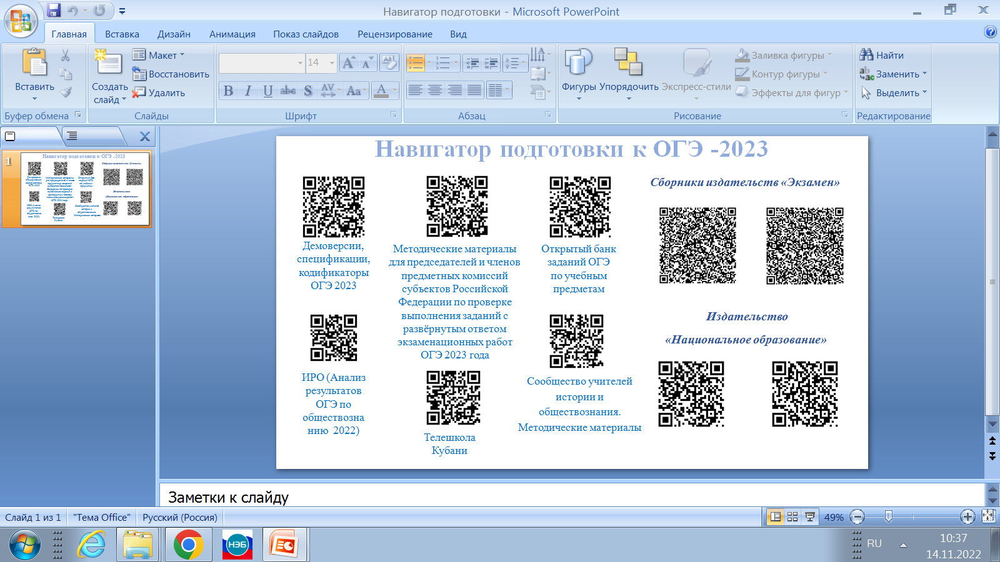 Навигатор подготовки - Microsoft PowerPoint
Главная
Вставка
Дизайн
Анимация
Показ слайдов
Рецензирование
Вид
Вставить
Буфер обмена
Создать
слайд
Макет
Восстановить
Удалить
Слайды
14
Ж К Ч abc S AV Aa А
Шрифт
Абзац
Фигуры
Упорядочить
Экспресс-стили
Заливка фигуры
Контур фигуры
Эффекты для фигур
Рисование
Найти
Заменить
Выделить
Редактирование
1
Навигатор подготовки к ОГЭ -2023
Демоверсии,
спецификации,
кодификаторы
ОГЭ 2023
Методические материалы
для председателей и членов
предметных комиссий
субъектов Российской
Федерации по проверке
выполнения заданий с
развёрнутым ответом
экзаменационных работ
ОГЭ 2023 года
Открытый банк
заданий ОГЭ
по учебным
предметам
Сборники издательств «Экзамен»
ИРО (Анализ
результатов
ОГЭ по
обществозна
нию 2022)
Телешкола
Кубани
Сообщество учителей
истории и
обществознания.
Методические материалы
Издательство
«Национальное образование»
Заметки к слайду
Слайд 1 из 1
"Тема Office"
Русский (Россия)
49%
НЭБ
RU
10:37
14.11.2022